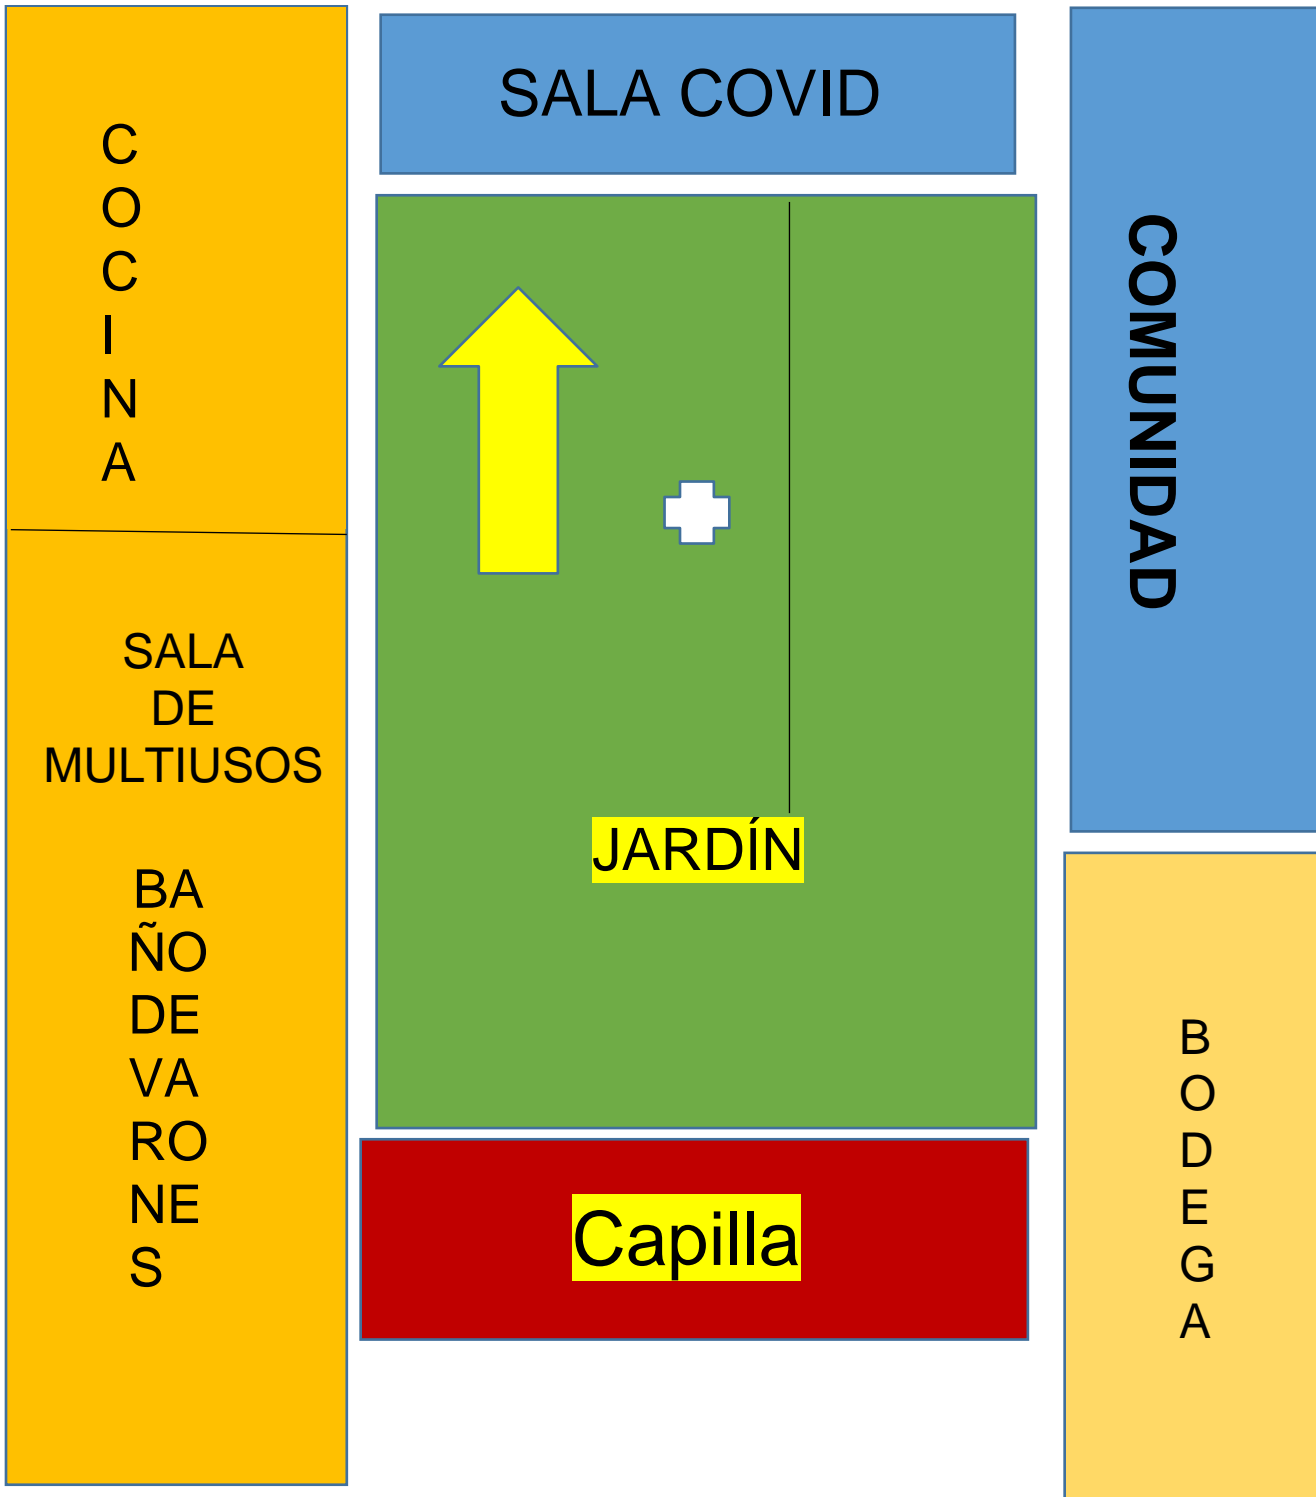 C
O
C
I
N
A
SALA
DE
MULTIUSOS
BA
ÑO
DE
VA
RO
NE
S
SALA COVID
JARDÍN
Capilla
COMUNIDAD
B
O
D
E
G
A